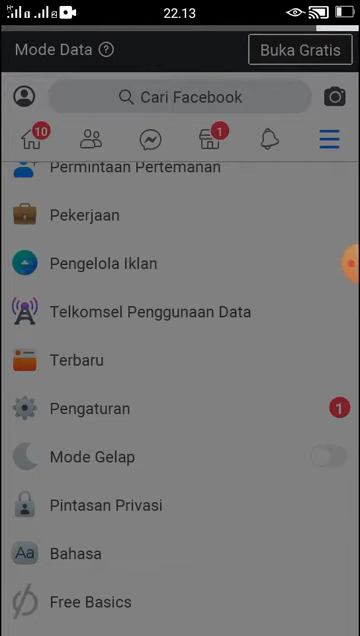 22.13
Mode Data ?
Buka Gratis
Cari Facebook
10
1
Permintaan Pertemanan
Pekerjaan
Pengelola Iklan
Telkomsel Penggunaan Data
Terbaru
Pengaturan 1
Mode Gelap
Pintasan Privasi
Aa Bahasa
Free Basics